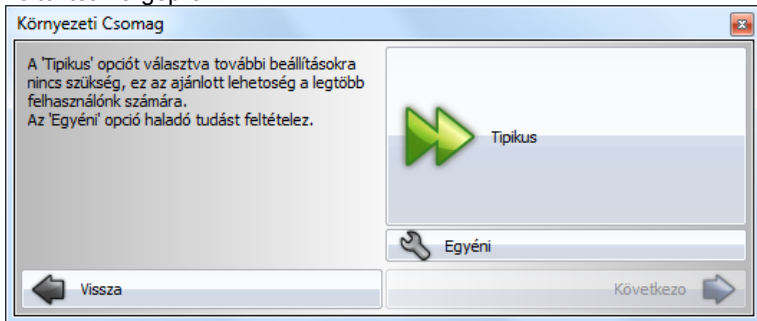 Környezeti Csomag
A 'Tipikus' opciót választva további beállításokra
nincs szükség, ez az ajánlott lehetoség a legtöbb
felhasználónk számára.
Az 'Egyéni' opció haladó tudást feltételez.
Tipikus
Egyéni
Vissza
Következo